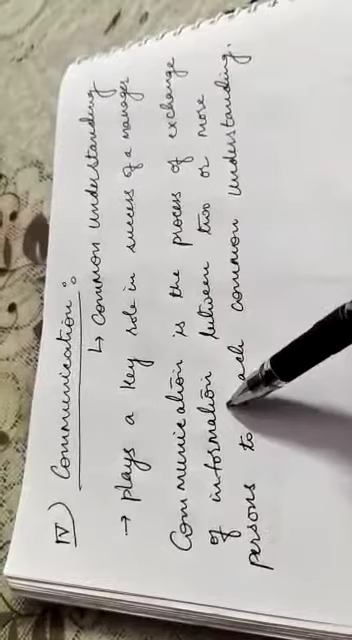 IV) Communication :
↳ Common understanding
→ plays a key role in success of a manager
Communication is the process of exchange
of information between two or more
persons to common understanding.